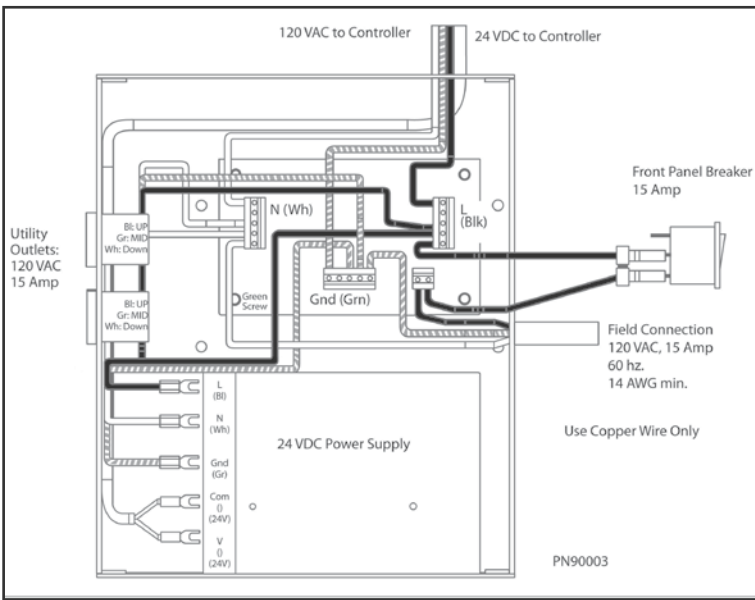 120 VAC to Controller
24 VDC to Controller
Front Panel Breaker
15 Amp
N (Wh)
L
(Blk)
Utility
Outlets:
120 VAC
15 Amp
Bl: UP
Gr: MID
Wh: Down
Bl: UP
Gr: MID
Wh: Down
Green
Screw
Gnd (Grn)
Field Connection
120 VAC, 15 Amp
60 hz.
14 AWG min.
L
(Bl)
N
(Wh)
Gnd
(Gr)
Com
()
(24V)
V
()
(24V)
24 VDC Power Supply
Use Copper Wire Only
PN90003